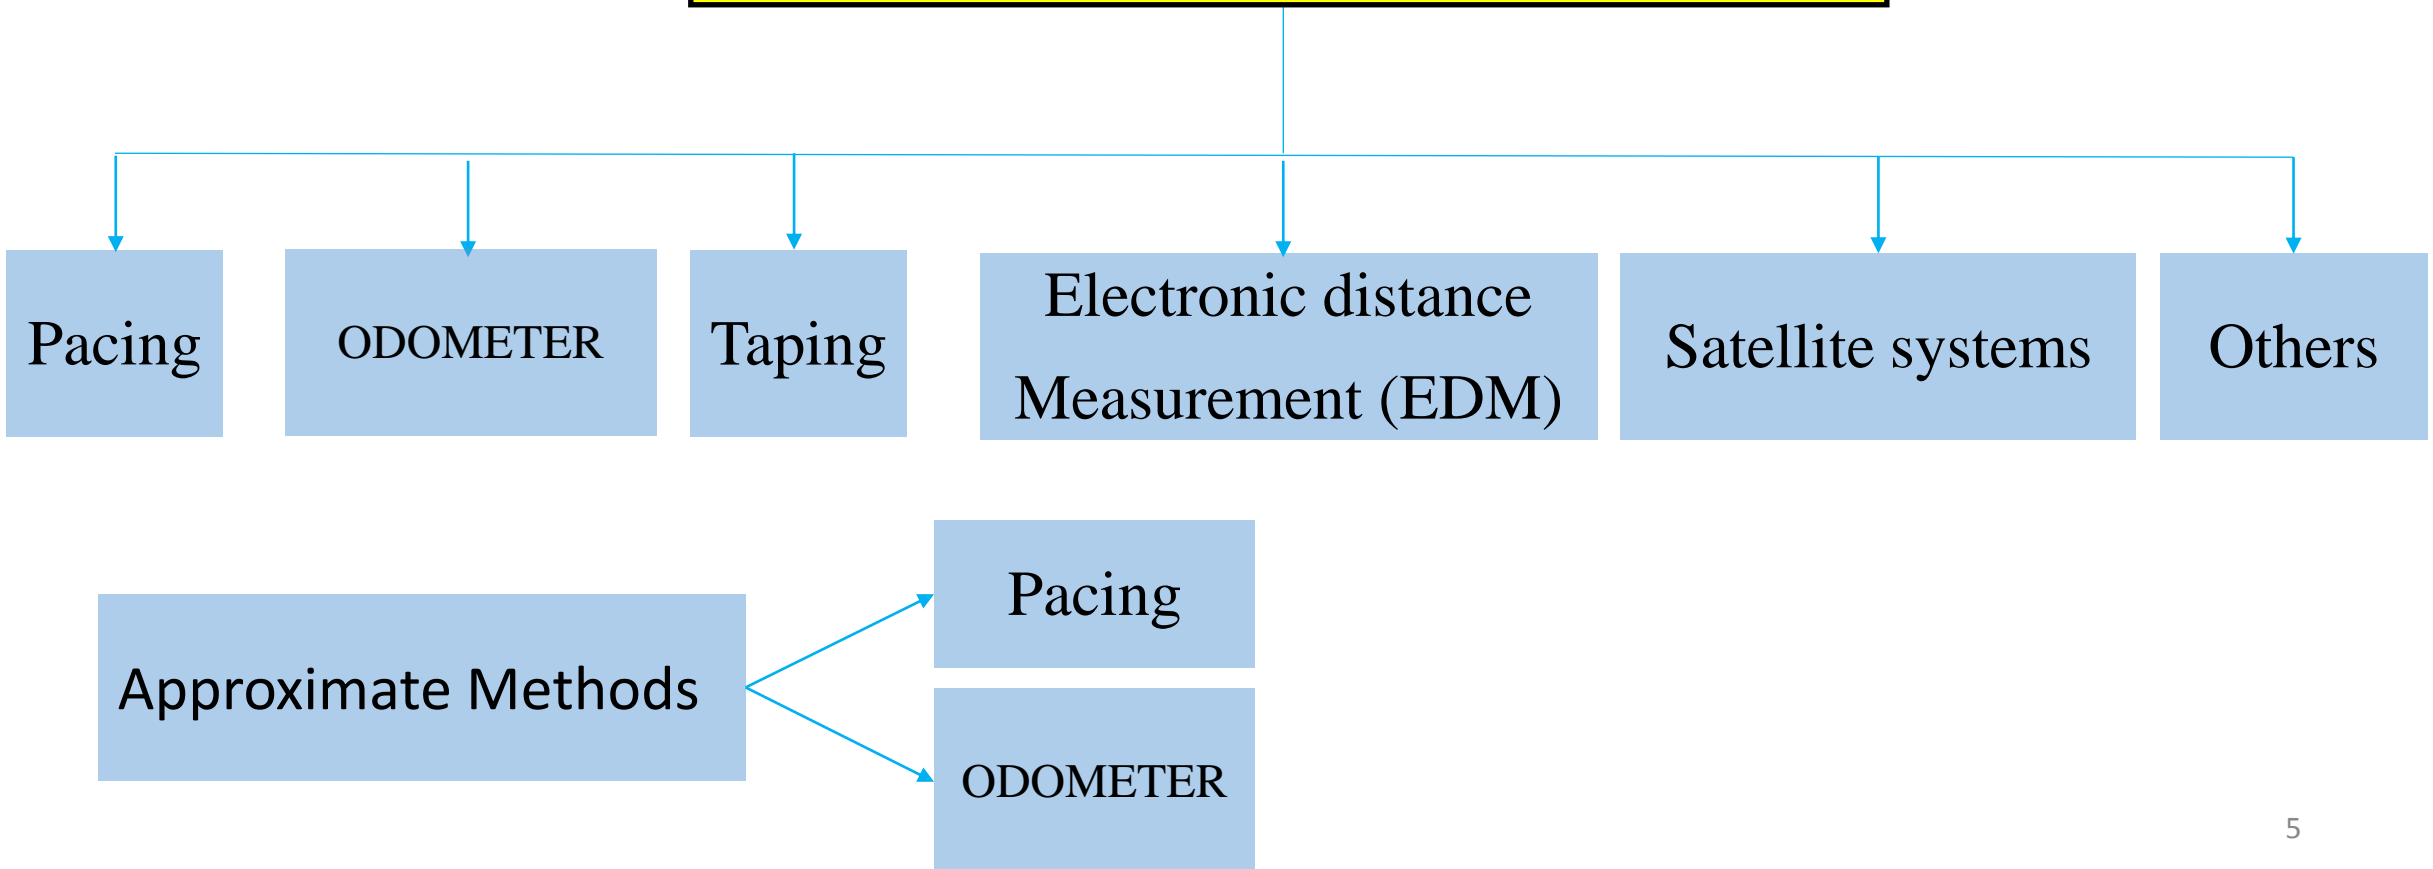 Pacing
ODOMETER
Taping
Electronic distance
Measurement (EDM)
Satellite systems
Others
Approximate Methods
Pacing
ODOMETER
5